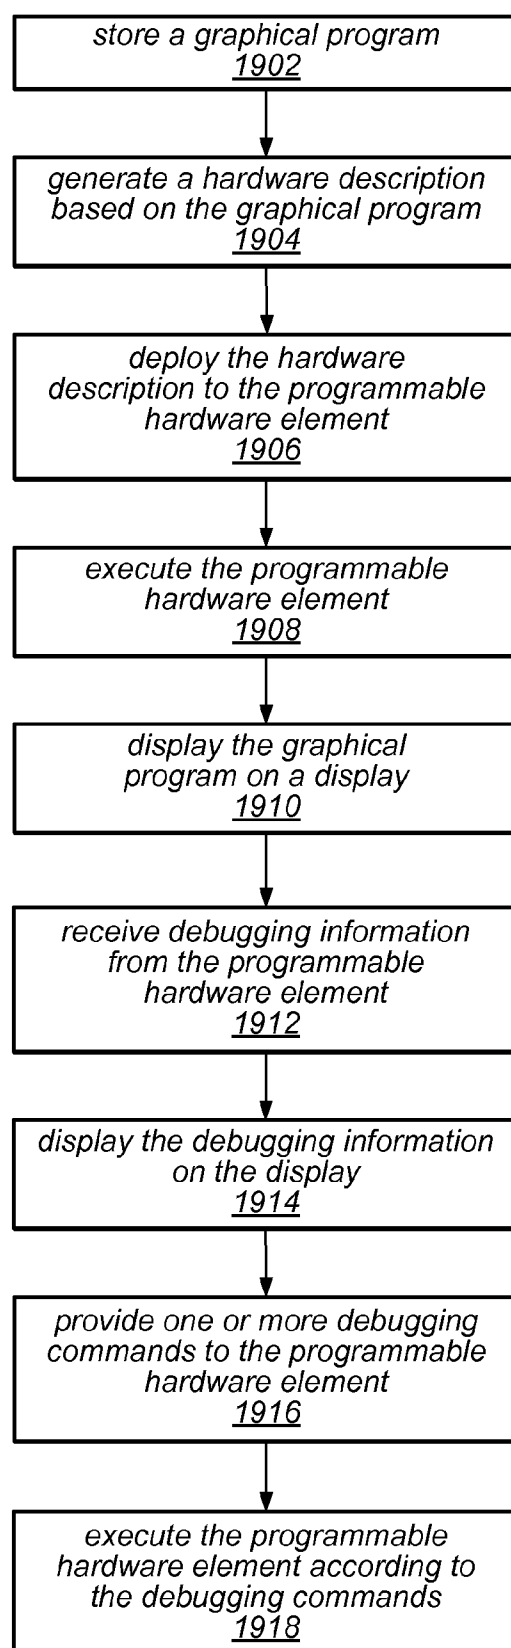 store a graphical program
1902
generate a hardware description
based on the graphical program
1904
deploy the hardware
description to the programmable
hardware element
1906
execute the programmable
hardware element
1908
display the graphical
program on a display
1910
receive debugging information
from the programmable
hardware element
1912
display the debugging information
on the display
1914
provide one or more debugging
commands to the programmable
hardware element
1916
execute the programmable
hardware element according to
the debugging commands
1918